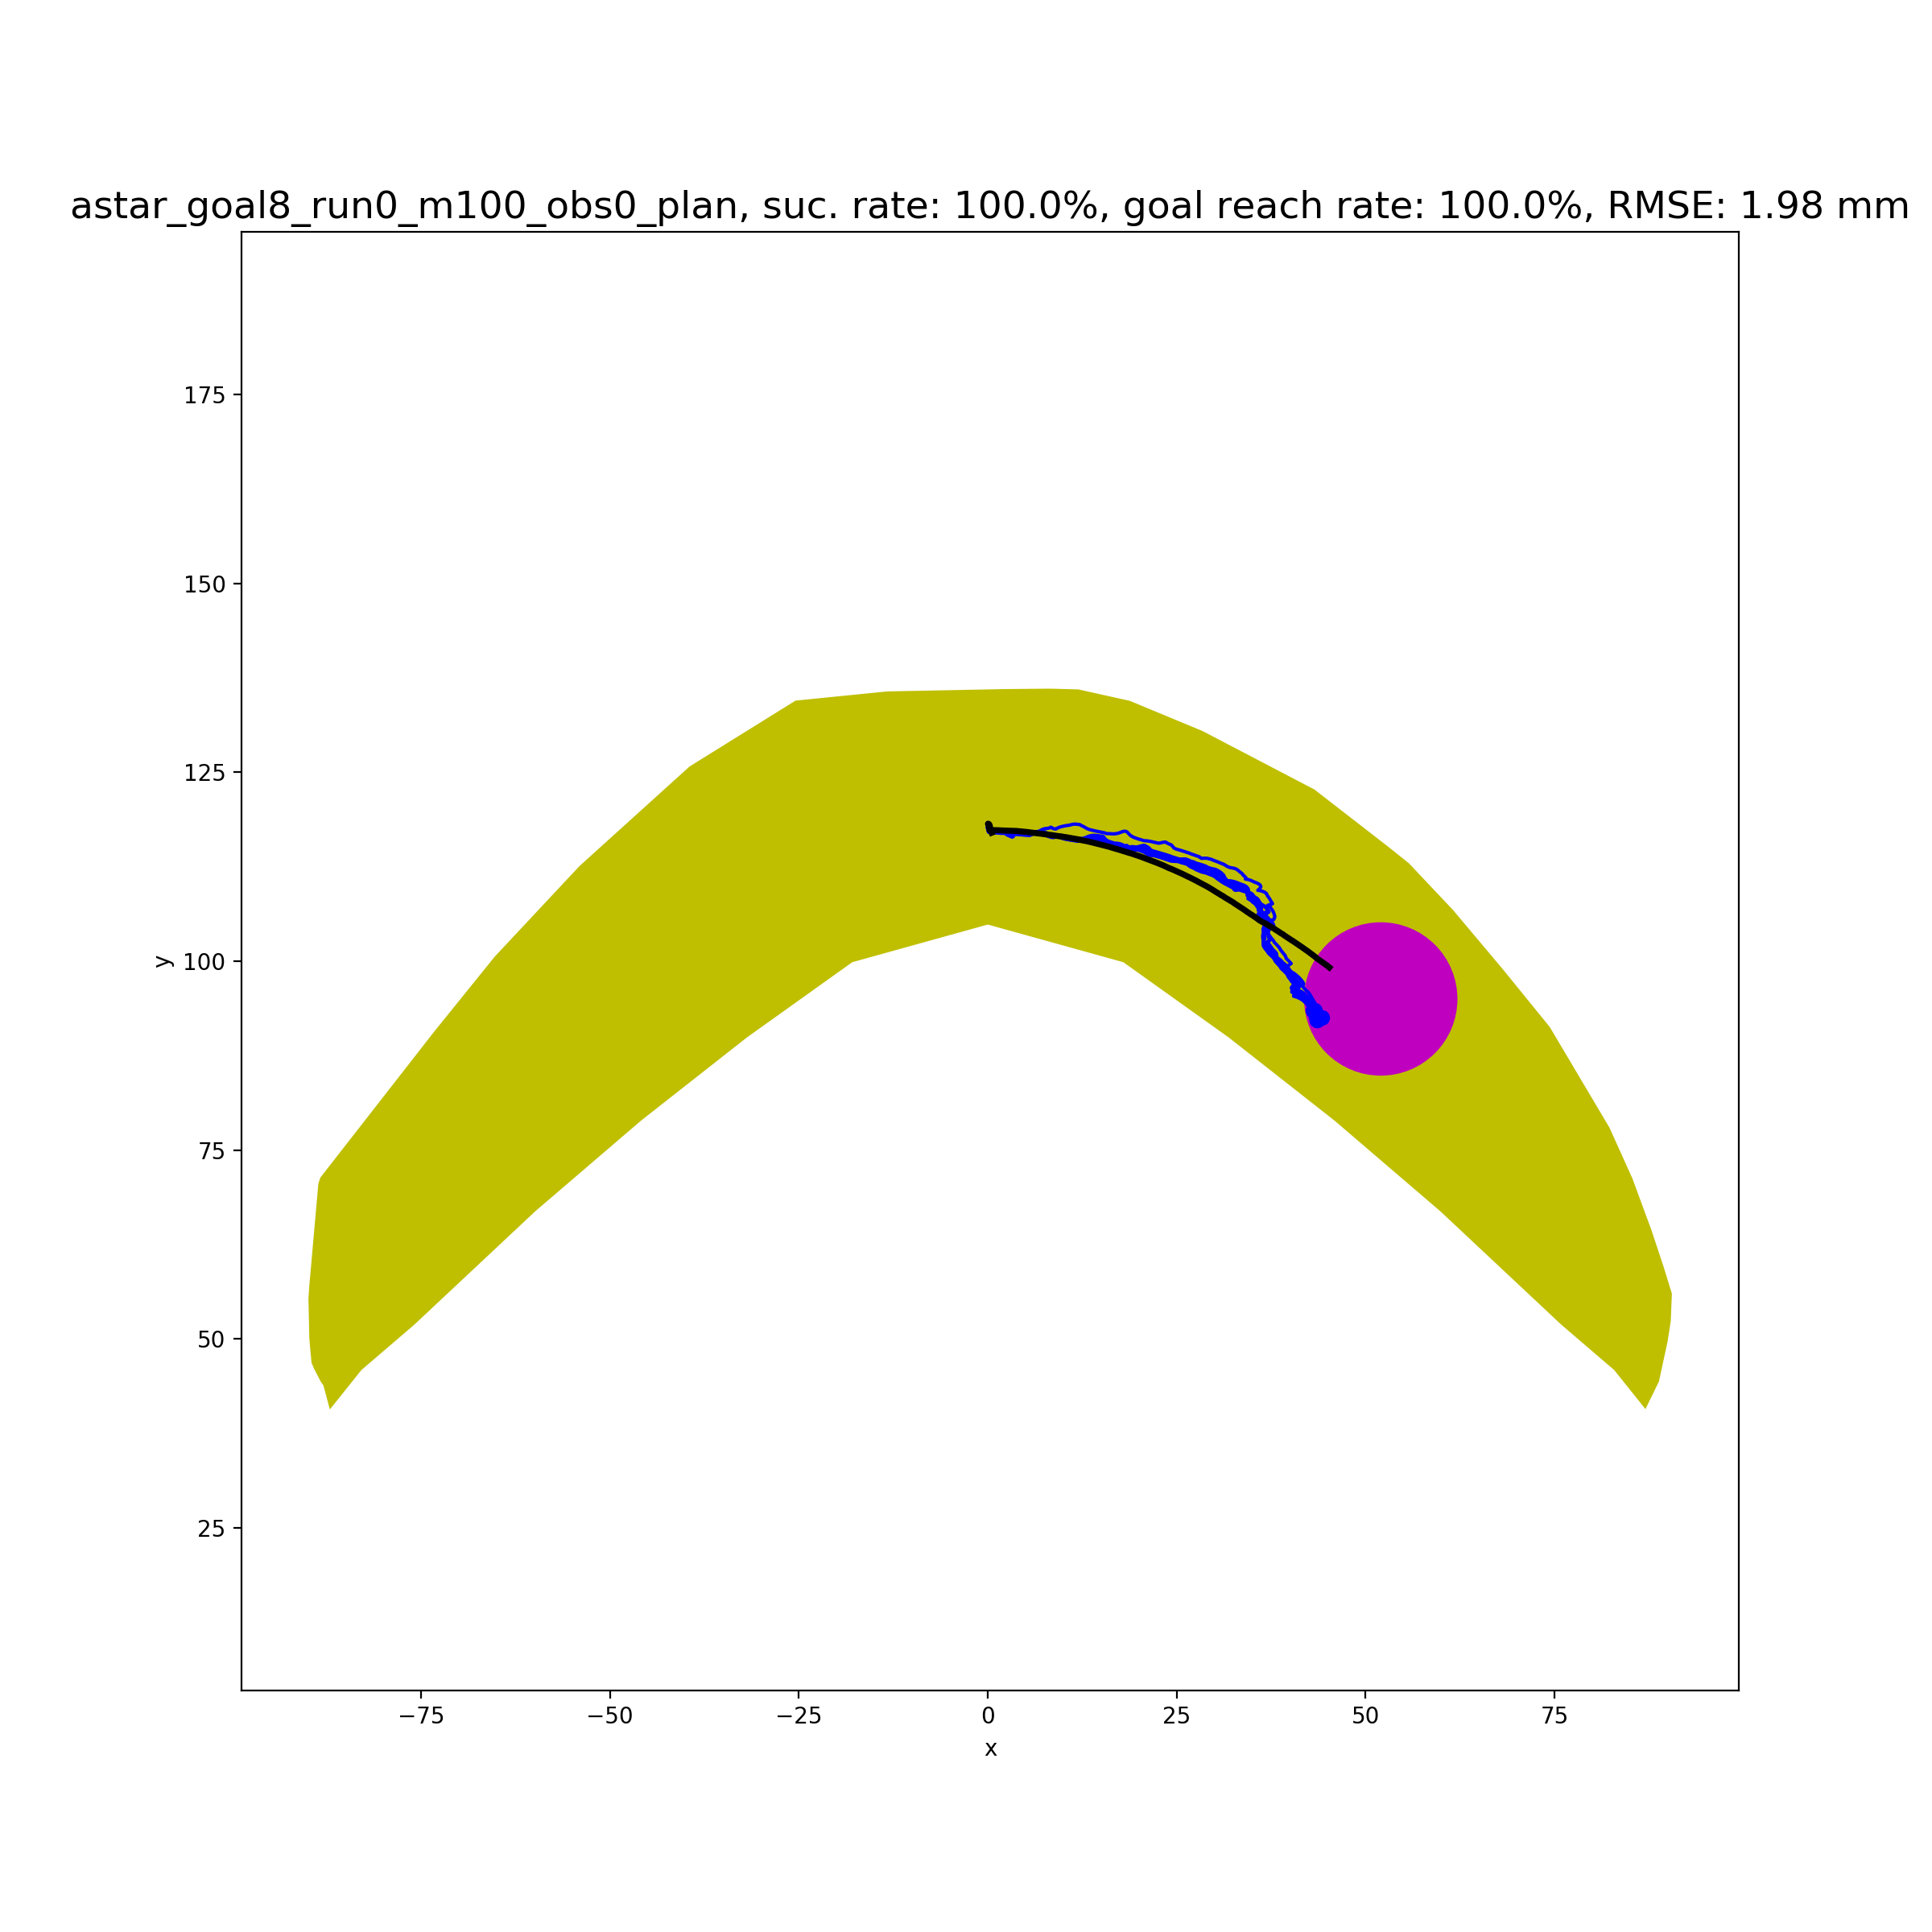 astar_goal8_run0_m100_obs0_plan, suc. rate: 100.0%, goal reach rate: 100.0%, RMSE: 1.98 mm
175
150
125
y
100
75
50
25
−75 −50 −25 0 25 50 75
x